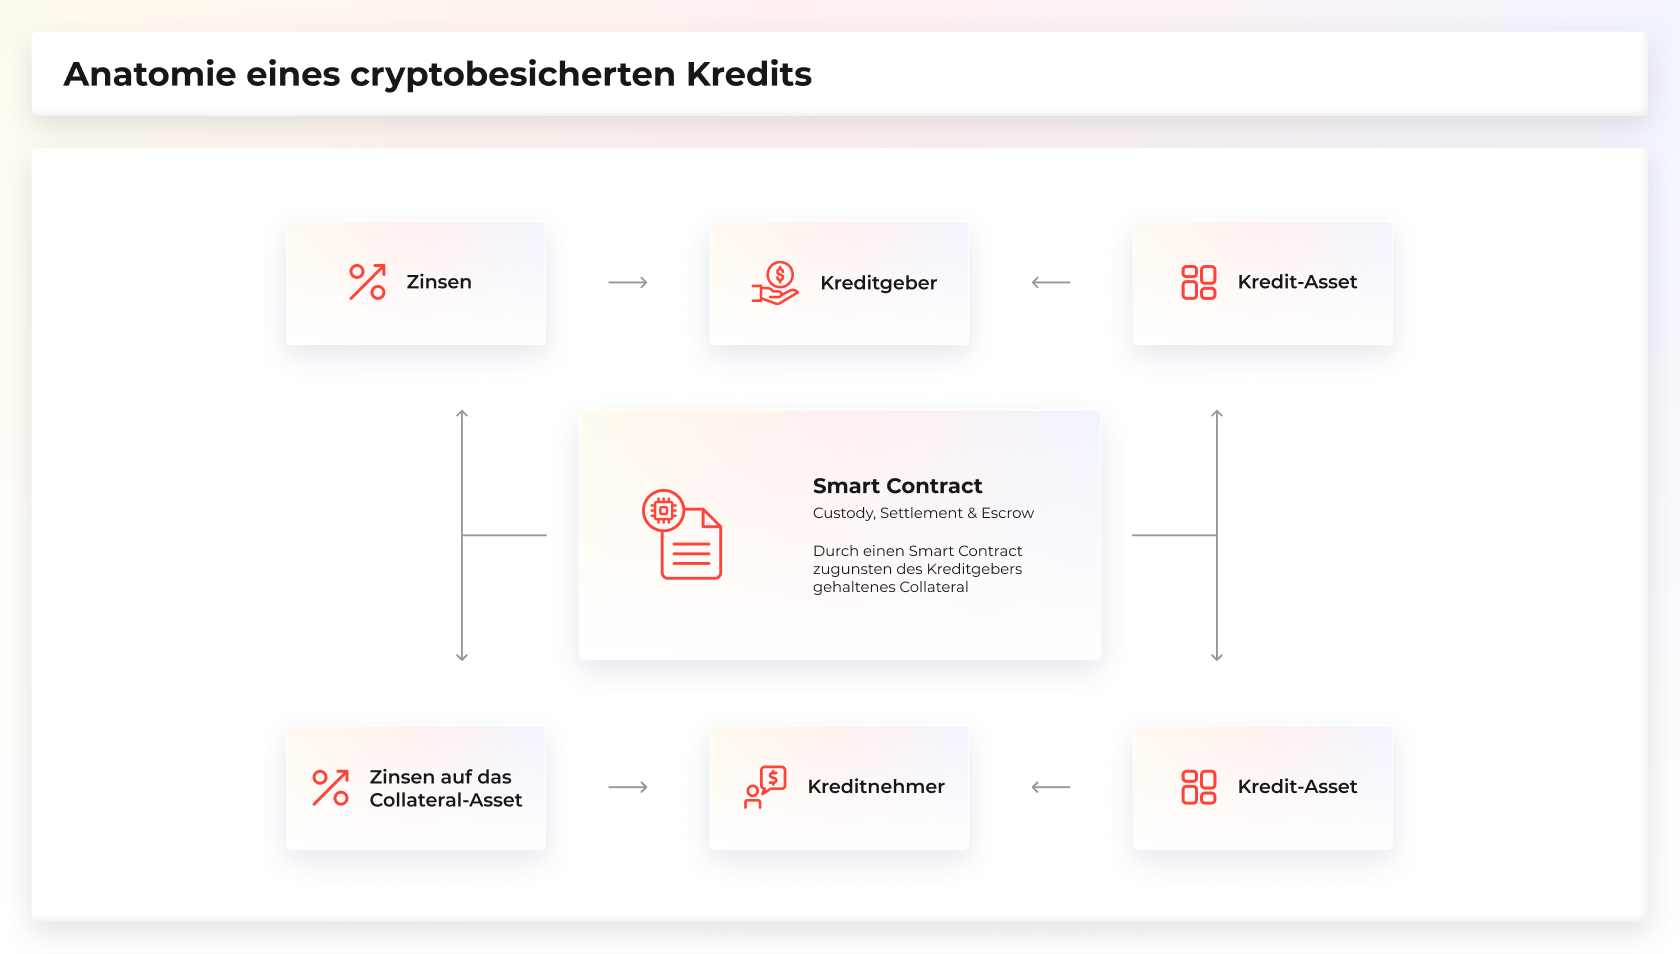 Anatomie eines cryptobesicherten Kredits
Zinsen
Kreditgeber
Kredit-Asset
Smart Contract
Custody, Settlement & Escrow
Durch einen Smart Contract
zugunsten des Kreditgebers
gehaltenes Collateral
Zinsen auf das
Collateral-Asset
Kreditnehmer
Kredit-Asset